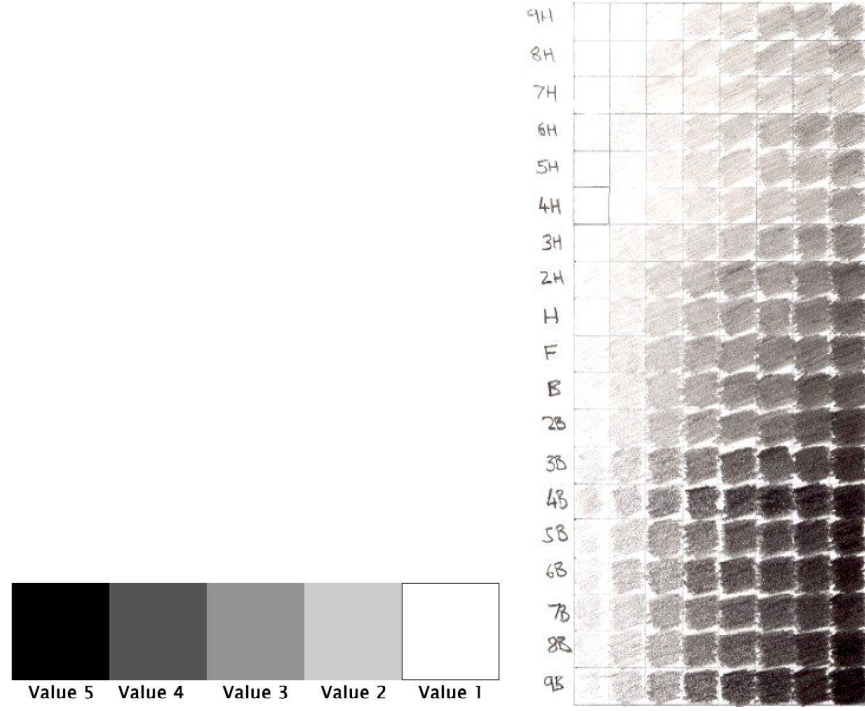 9H
8H
7H
6H
5H
4H
3H
2H
H
F
B
2B
3B
4B
5B
6B
7B
8B
9B
Value 5 Value 4 Value 3 Value 2 Value 1